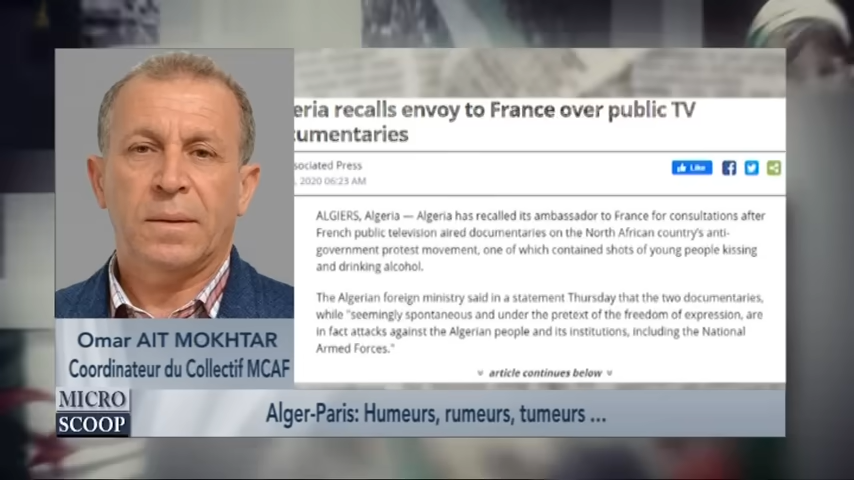 eria recalls envoy to France over public TV
cumentaries
sociated Press
, 2020 06:23 AM
Like
ALGIERS, Algeria — Algeria has recalled its ambassador to France for consultations after
French public television aired documentaries on the North African country's anti-
government protest movement, one of which contained shots of young people kissing
and drinking alcohol.
The Algerian foreign ministry said in a statement Thursday that the two documentaries,
while "seemingly spontaneous and under the pretext of the freedom of expression, are
in fact attacks against the Algerian people and its institutions, including the National
Armed Forces."
article continues below
Omar AIT MOKHTAR
Coordinateur du Collectif MCAF
MICRO
SCOOP
Alger-Paris: Humeurs, rumeurs, tumeurs ...